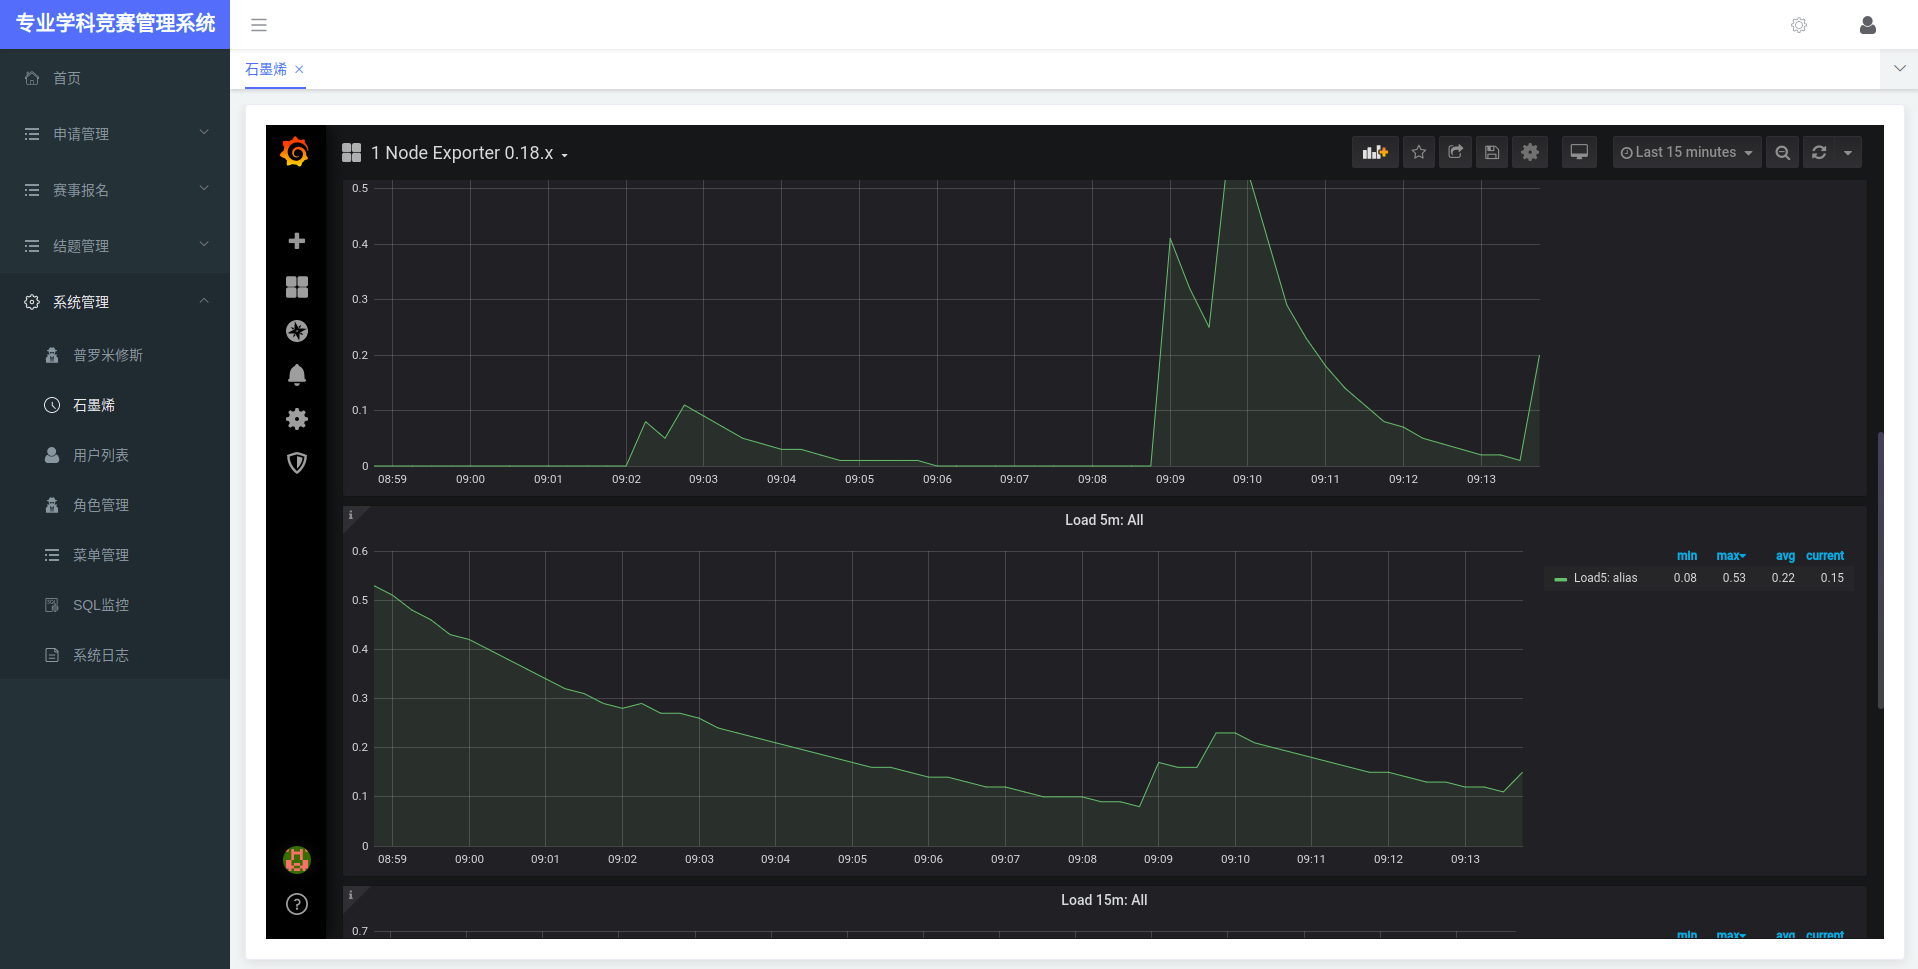 专业学科竞赛管理系统
首页
申请管理
赛事报名
结题管理
系统管理
普罗米修斯
石墨烯
用户列表
角色管理
菜单管理
SQL监控
系统日志
石墨烯 ×
1 Node Exporter 0.18.x
Last 15 minutes
0.5
0.4
0.3
0.2
0.1
0
08:59 09:00 09:01 09:02 09:03 09:04 09:05 09:06 09:07 09:08 09:09 09:10 09:11 09:12 09:13
i
Load 5m: All
0.6
0.5
0.4
0.3
0.2
0.1
0
08:59 09:00 09:01 09:02 09:03 09:04 09:05 09:06 09:07 09:08 09:09 09:10 09:11 09:12 09:13
min max avg current
Load5: alias 0.08 0.53 0.22 0.15
i
Load 15m: All
0.7
min max avg current